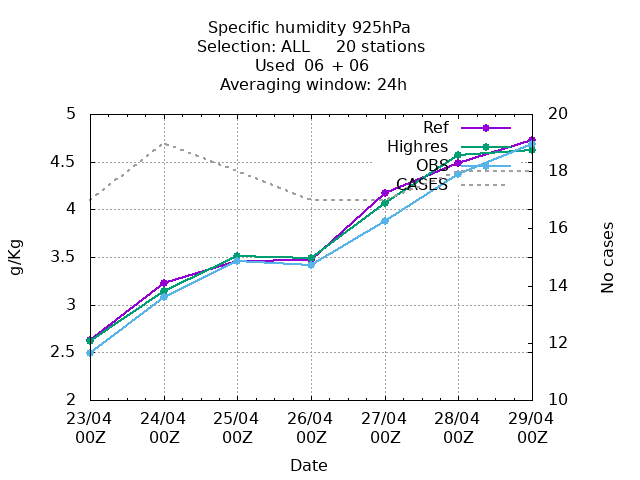 Specific humidity 925hPa
Selection: ALL 20 stations
Used 06 + 06
Averaging window: 24h
5
4.5
4
3.5
3
2.5
2
g/Kg
20
18
16
14
12
10
No cases
Ref
Highres
OBS
CASES
23/04 24/04 25/04 26/04 27/04 28/04 29/04
00Z 00Z 00Z 00Z 00Z 00Z 00Z
Date